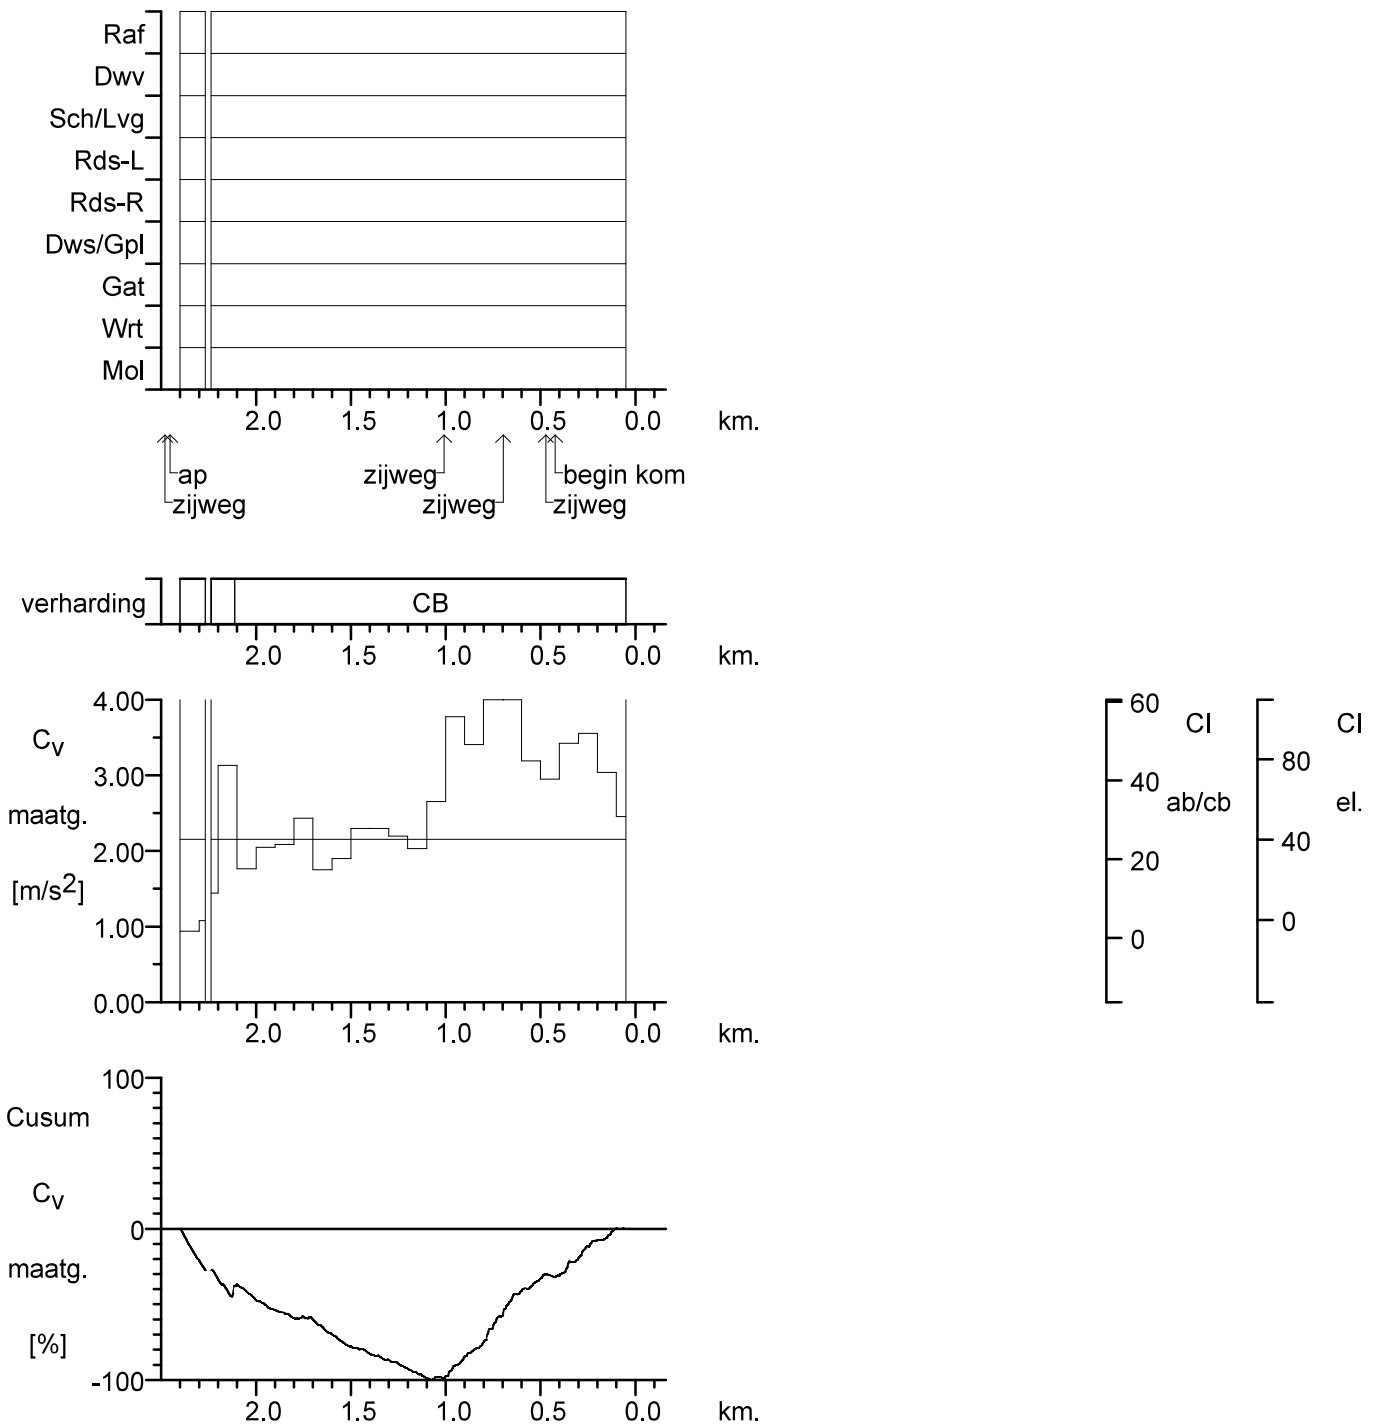 Raf
Dwv
Sch/Lvg
Rds-L
Rds-R
Dws/Gpl
Gat
Wrt
Mol
2.0 1.5 1.0 0.5 0.0 km.
ap zijweg begin kom
zijweg zijweg zijweg
verharding CB
2.0 1.5 1.0 0.5 0.0 km.
4.00 60
Cv CI CI
3.00 40 80
maatg. ab/cb el.
2.00 20 40
[m/s2]
1.00 0 0
0.00
2.0 1.5 1.0 0.5 0.0 km.
100
Cusum
Cv
0
maatg.
[%]
-100
2.0 1.5 1.0 0.5 0.0 km.